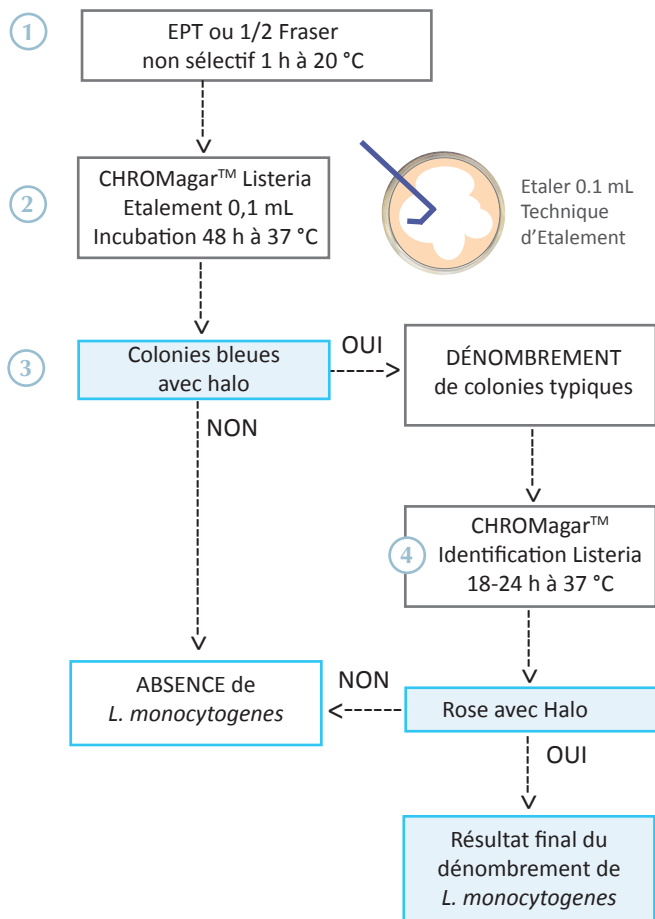 1
EPT ou 1/2 Fraser
non sélectif 1 h à 20 °C
2
CHROMagar™ Listeria
Etalement 0,1 mL
Incubation 48 h à 37 °C
Etaler 0.1 mL
Technique
d'Etalement
3
Colonies bleues
avec halo
OUI
DÉNOMBREMENT
de colonies typiques
NON
4
CHROMagar™
Identification Listeria
18-24 h à 37 °C
ABSENCE de
L. monocytogenes
NON
Rose avec Halo
OUI
Résultat final du
dénombrement de
L. monocytogenes